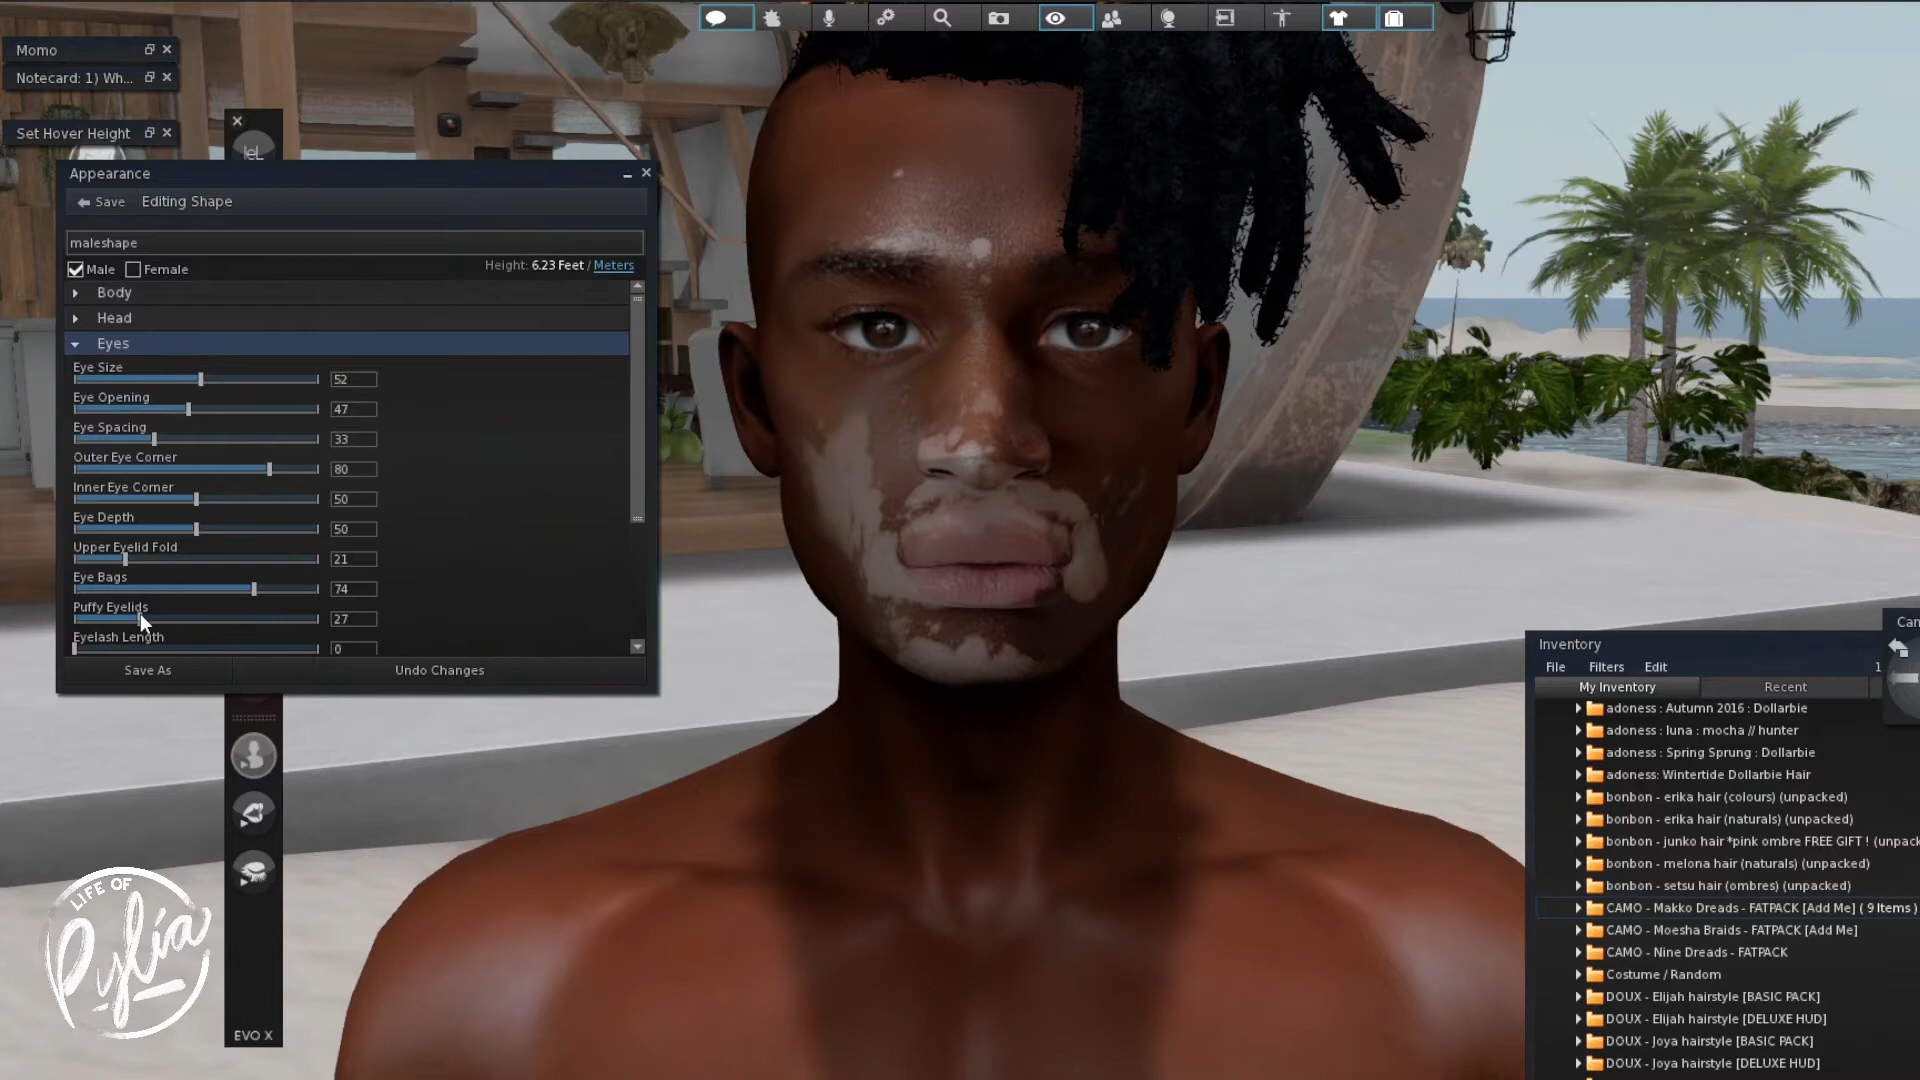 Momo
Notecard: 1) Wh...
Set Hover Height
Appearance
Save
Editing Shape
maleshape
Male
Female
Height: 6.23 Feet / Meters
Body
Head
Eyes
Eye Size
52
Eye Opening
47
Eye Spacing
33
Outer Eye Corner
80
Inner Eye Corner
50
Eye Depth
50
Upper Eyelid Fold
21
Eye Bags
74
Puffy Eyelids
27
Eyelash Length
0
Save As
Undo Changes
EVO X
LIFE OF
Pylia
Cam
Inventory
File Filters Edit
1
My Inventory
Recent
adoness : Autumn 2016 : Dollarbie
adoness : luna : mocha // hunter
adoness : Spring Sprung : Dollarbie
adoness: Wintertide Dollarbie Hair
bonbon - erika hair (colours) (unpacked)
bonbon - erika hair (naturals) (unpacked)
bonbon - junko hair *pink ombre FREE GIFT ! (unpack
bonbon - melona hair (naturals) (unpacked)
bonbon - setsu hair (ombres) (unpacked)
CAMO - Makko Dreads - FATPACK [Add Me] ( 9 Items )
CAMO - Moesha Braids - FATPACK [Add Me]
CAMO - Nine Dreads - FATPACK
Costume / Random
DOUX - Elijah hairstyle [BASIC PACK]
DOUX - Elijah hairstyle [DELUXE HUD]
DOUX - Joya hairstyle [BASIC PACK]
DOUX - Joya hairstyle [DELUXE HUD]